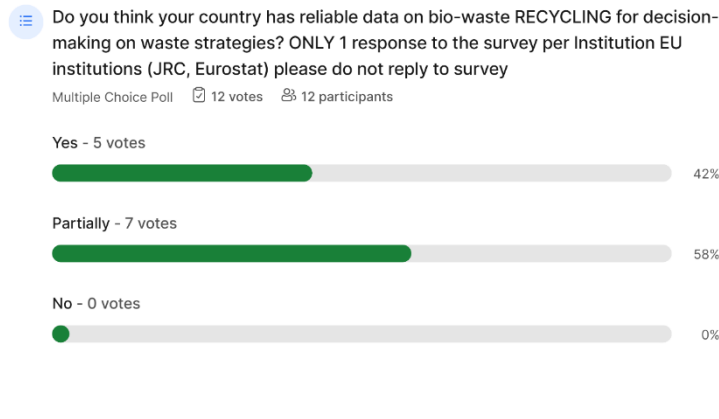 Do you think your country has reliable data on bio-waste RECYCLING for decision-
making on waste strategies? ONLY 1 response to the survey per Institution EU
institutions (JRC, Eurostat) please do not reply to survey
Multiple Choice Poll 12 votes 12 participants
Yes - 5 votes
42%
Partially - 7 votes
58%
No - 0 votes
0%